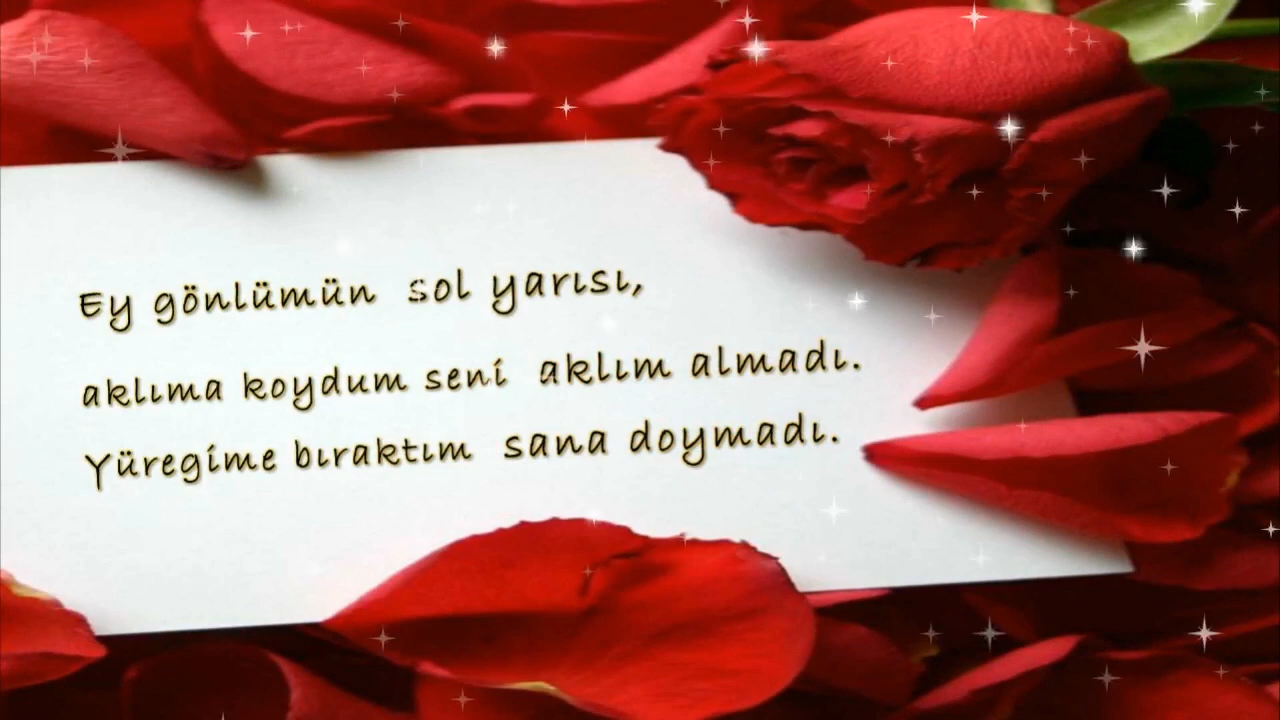 Ey gönlümün sol yarısı,
aklıma koydum seni aklım almadı.
Yüregime bıraktım sana doymadı.